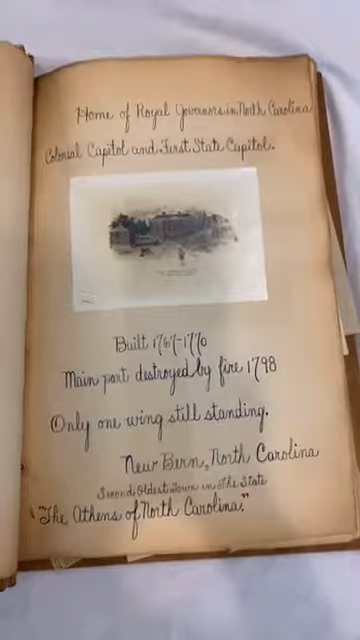 Home of Royal Governors in North Carolina
Colonial Capitol and First State Capitol.
Built 1767-1770
Main part destroyed by fire 1798
Only one wing still standing.
New Bern, North Carolina
Second Oldest Town in The State
"The Athens of North Carolina."